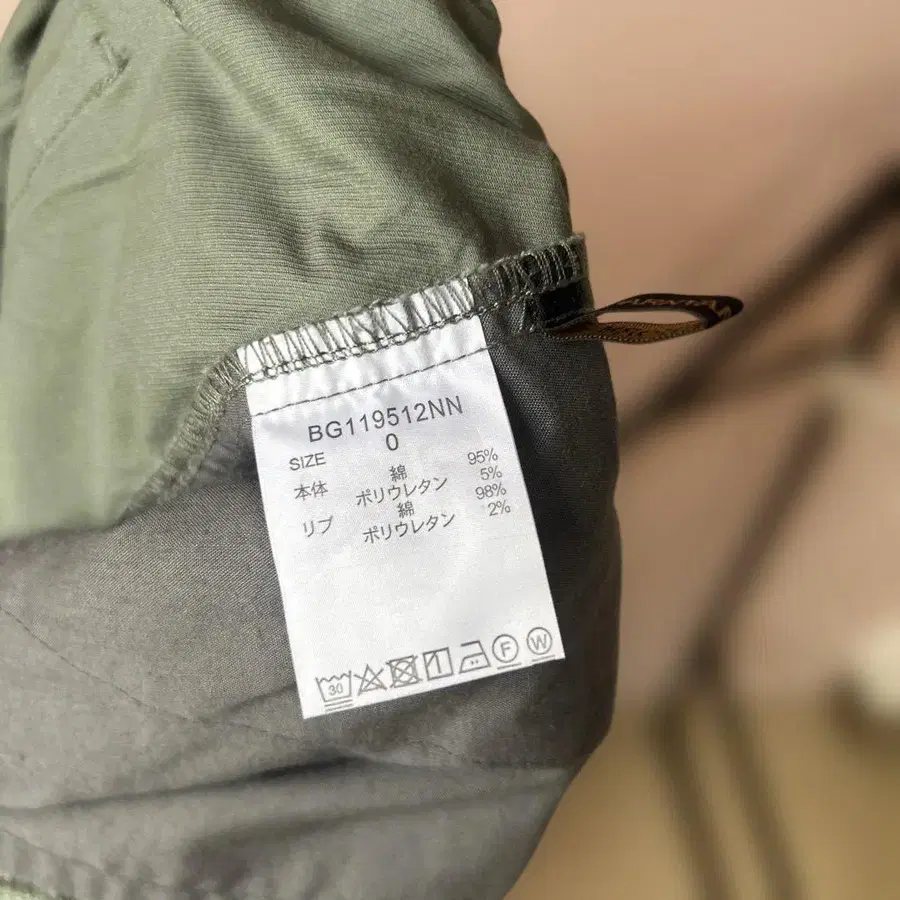 BG119512NN
SIZE 0
本体 綿 95%
ポリウレタン 5%
リブ 綿 98%
ポリウレタン 2%
30 F W